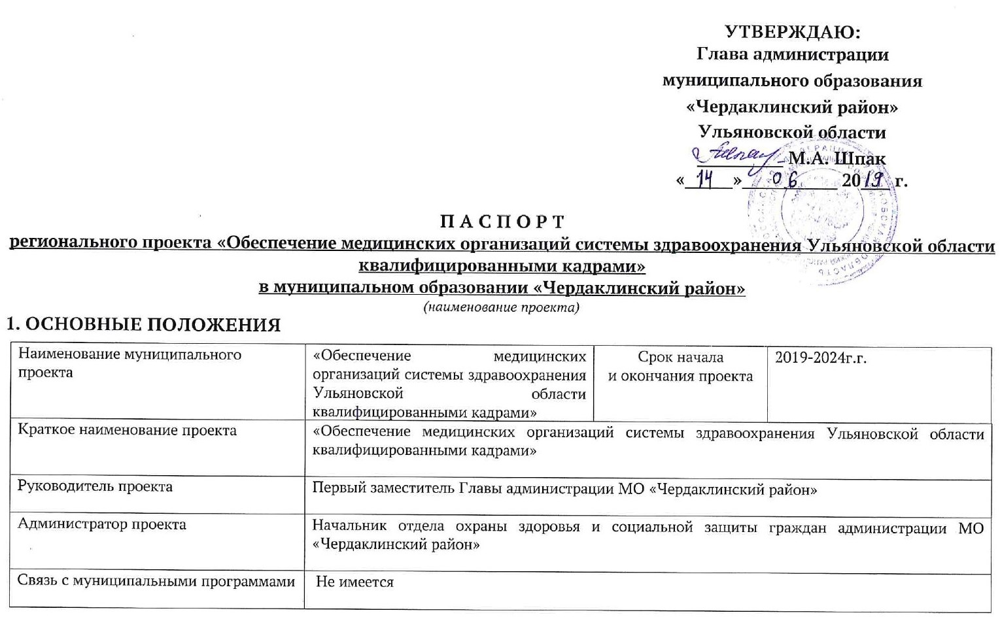 УТВЕРЖДАЮ:
Глава администрации
муниципального образования
«Чердаклинский район»
Ульяновской области
М.А. Шпак
«14» 06 2019 г.
П А С П О Р Т
регионального проекта «Обеспечение медицинских организаций системы здравоохранения Ульяновской области
квалифицированными кадрами»
в муниципальном образовании «Чердаклинский район»
(наименование проекта)
1. ОСНОВНЫЕ ПОЛОЖЕНИЯ
Наименование муниципального
проекта
«Обеспечение медицинских
организаций системы здравоохранения
Ульяновской области
квалифицированными кадрами»
Срок начала
и окончания проекта
2019-2024г.г.
Краткое наименование проекта
«Обеспечение медицинских организаций системы здравоохранения Ульяновской области
квалифицированными кадрами»
Руководитель проекта
Первый заместитель Главы администрации МО «Чердаклинский район»
Администратор проекта
Начальник отдела охраны здоровья и социальной защиты граждан администрации МО
«Чердаклинский район»
Связь с муниципальными программами
Не имеется